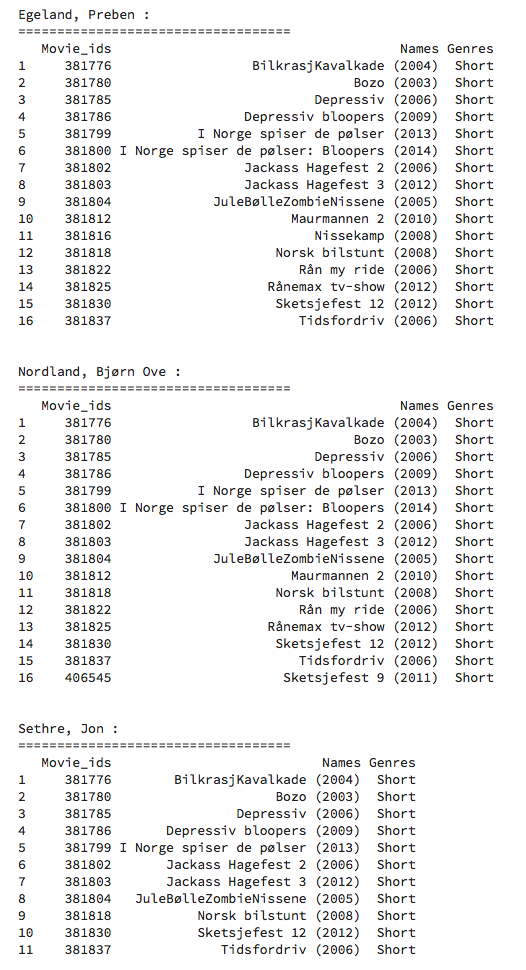 Egeland, Preben :
===================================
Movie_ids Names Genres
1 381776 BilkrasjKavalkade (2004) Short
2 381780 Bozo (2003) Short
3 381785 Depressiv (2006) Short
4 381786 Depressiv bloopers (2009) Short
5 381799 I Norge spiser de pølser (2013) Short
6 381800 I Norge spiser de pølser: Bloopers (2014) Short
7 381802 Jackass Hagefest 2 (2006) Short
8 381803 Jackass Hagefest 3 (2012) Short
9 381804 JuleBølleZombieNissene (2005) Short
10 381812 Maurmannen 2 (2010) Short
11 381816 Nissekamp (2008) Short
12 381818 Norsk bilstunt (2008) Short
13 381822 Rån my ride (2006) Short
14 381825 Rånemax tv-show (2012) Short
15 381830 Sketsjefest 12 (2012) Short
16 381837 Tidsfordriv (2006) Short
Nordland, Bjørn Ove :
===================================
Movie_ids Names Genres
1 381776 BilkrasjKavalkade (2004) Short
2 381780 Bozo (2003) Short
3 381785 Depressiv (2006) Short
4 381786 Depressiv bloopers (2009) Short
5 381799 I Norge spiser de pølser (2013) Short
6 381800 I Norge spiser de pølser: Bloopers (2014) Short
7 381802 Jackass Hagefest 2 (2006) Short
8 381803 Jackass Hagefest 3 (2012) Short
9 381804 JuleBølleZombieNissene (2005) Short
10 381812 Maurmannen 2 (2010) Short
11 381818 Norsk bilstunt (2008) Short
12 381822 Rån my ride (2006) Short
13 381825 Rånemax tv-show (2012) Short
14 381830 Sketsjefest 12 (2012) Short
15 381837 Tidsfordriv (2006) Short
16 406545 Sketsjefest 9 (2011) Short
Sethre, Jon :
===================================
Movie_ids Names Genres
1 381776 BilkrasjKavalkade (2004) Short
2 381780 Bozo (2003) Short
3 381785 Depressiv (2006) Short
4 381786 Depressiv bloopers (2009) Short
5 381799 I Norge spiser de pølser (2013) Short
6 381802 Jackass Hagefest 2 (2006) Short
7 381803 Jackass Hagefest 3 (2012) Short
8 381804 JuleBølleZombieNissene (2005) Short
9 381818 Norsk bilstunt (2008) Short
10 381830 Sketsjefest 12 (2012) Short
11 381837 Tidsfordriv (2006) Short